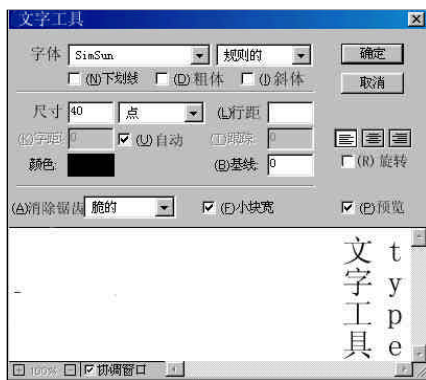 文字工具
字体 SimSun 规则的 确定
(N)下划线 (D)粗体 (I)斜体 取消
尺寸 40 点 (L)行距
(K)字距: 0 (U)自动 (T)跟踪: 0
颜色: (B)基线: 0 (R) 旋转
(A)消除锯齿 脆的 (F)小块宽 (P)预览
type
文字工具
100% 协调窗口